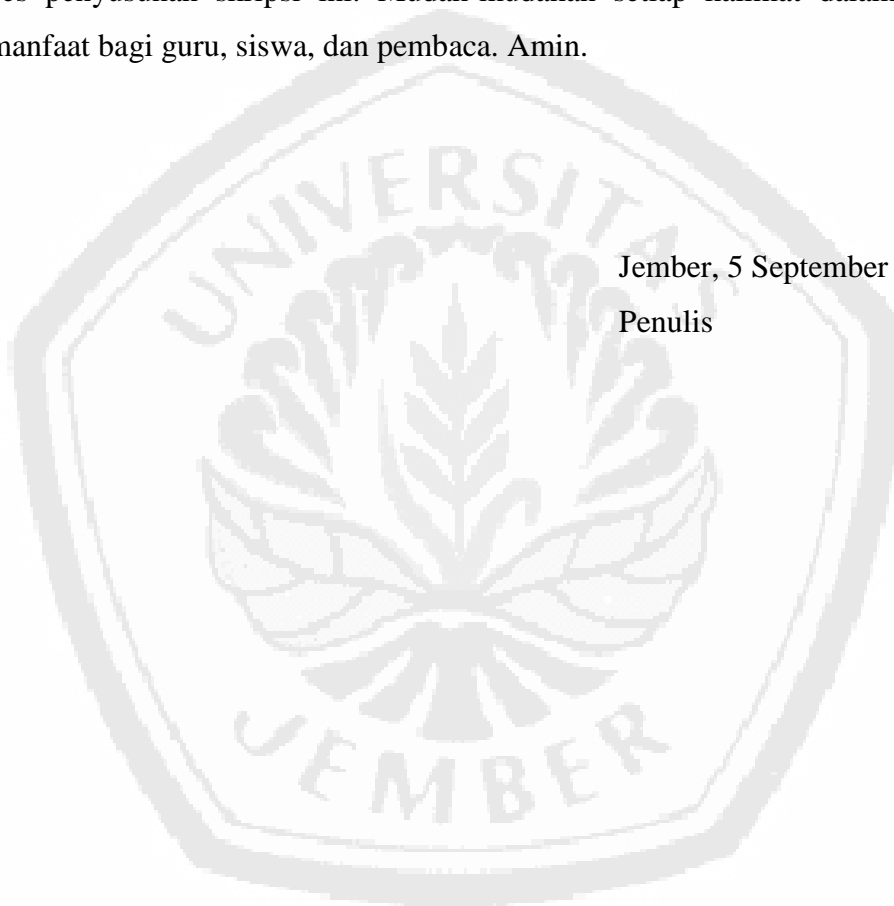 penyusunan skripsi ini. Mudah-mudahan setiap kalimat dalam
manfaat bagi guru, siswa, dan pembaca. Amin.
UNIVERSITAS
Jember, 5 September
Penulis
JEMBER